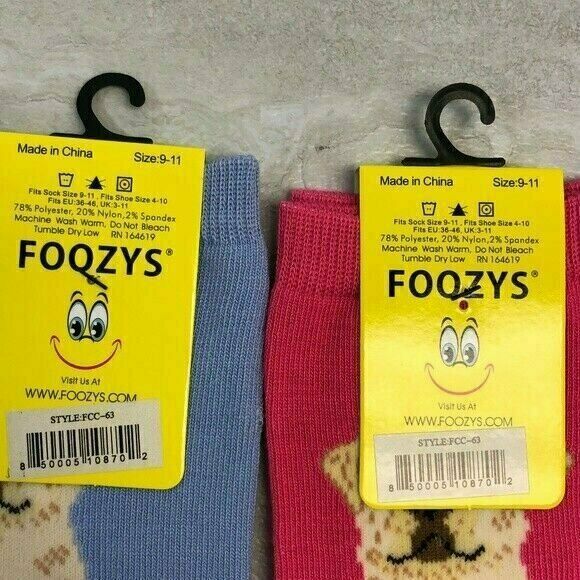 Made in China Size:9-11
Fits Sock Size 9-11, Fits Shoe Size 4-10
Fits EU:36-46, UK:3-11
78% Polyester, 20% Nylon,2% Spandex
Machine Wash Warm, Do Not Bleach
Tumble Dry Low RN 164619
FOOZYS®
Visit Us At
WWW.FOOZYS.COM
STYLE:FCC-63
8 50005 10870 2
Made in China Size:9-11
Fits Sock Size 9-11, Fits Shoe Size 4-10
Fits EU:36-46, UK:3-11
78% Polyester, 20% Nylon,2% Spandex
Machine Wash Warm, Do Not Bleach
Tumble Dry Low RN 164619
FOOZYS®
Visit Us At
WWW.FOOZYS.COM
STYLE:FCC-63
8 50005 10870 2